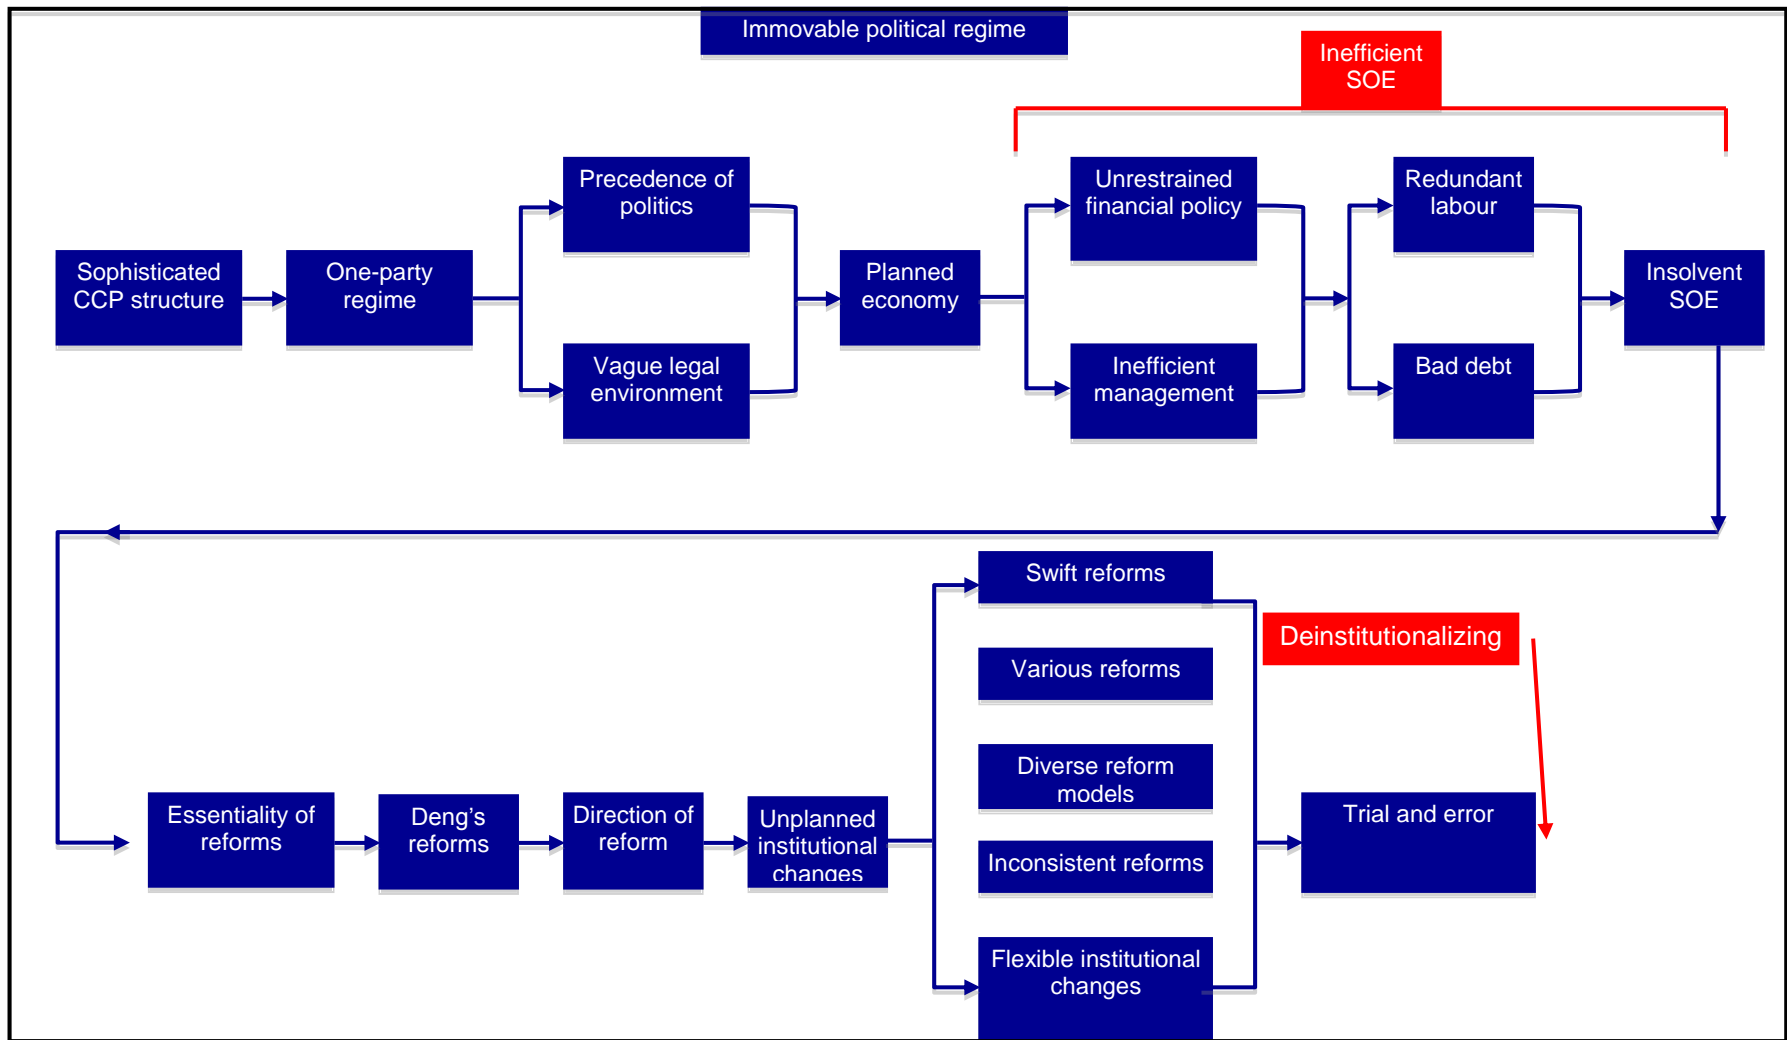 Immovable political regime
Inefficient
SOE
Precedence of
politics
Unrestrained
financial policy
Redundant
labour
Sophisticated
CCP structure
One-party
regime
Planned
economy
Insolvent
SOE
Vague legal
environment
Inefficient
management
Bad debt
Swift reforms
Deinstitutionalizing
Various reforms
Diverse reform
models
Essentiality of
reforms
Deng’s
reforms
Direction of
reform
Unplanned
institutional
changes
Trial and error
Inconsistent reforms
Flexible institutional
changes